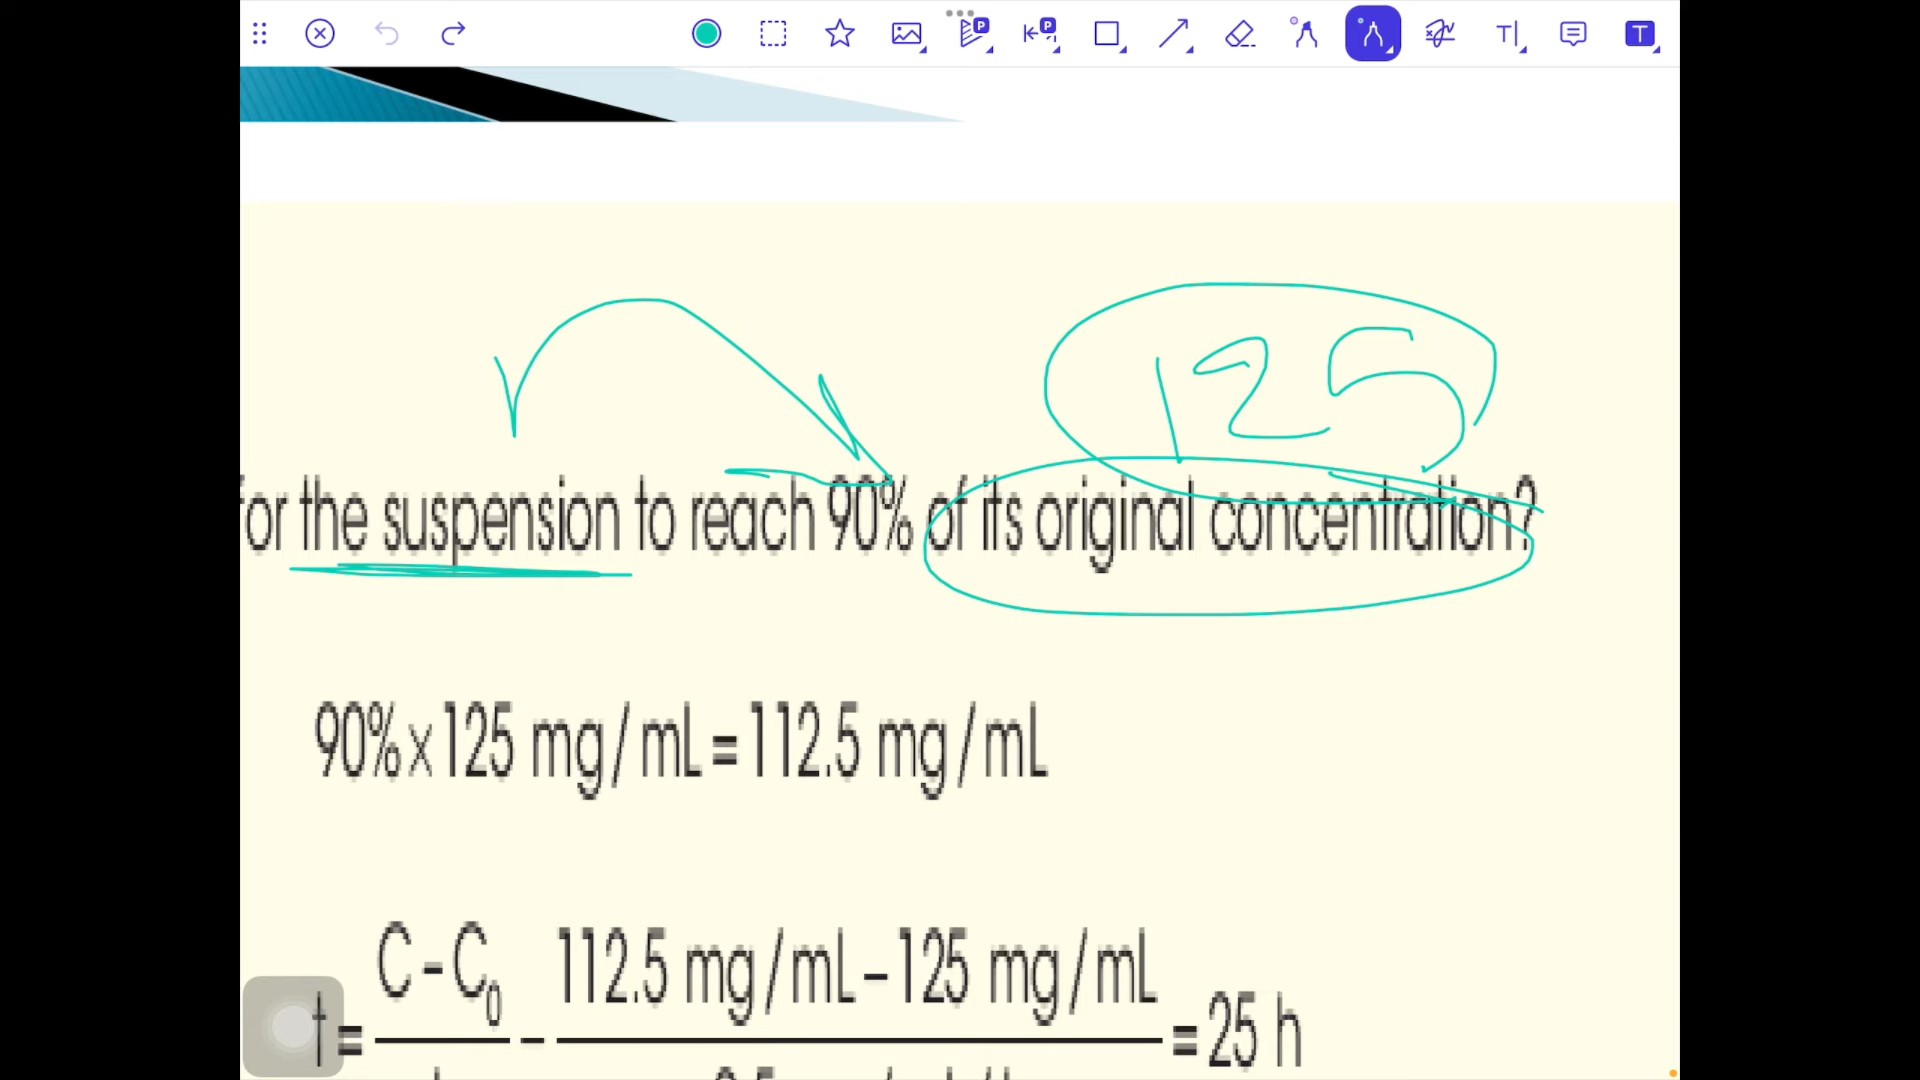 125
for the suspension to reach 90% of its original concentration?
90%×125 mg/mL=112.5 mg/mL
C-C0 112.5 mg/mL-125 mg/mL
t= - = 25 h